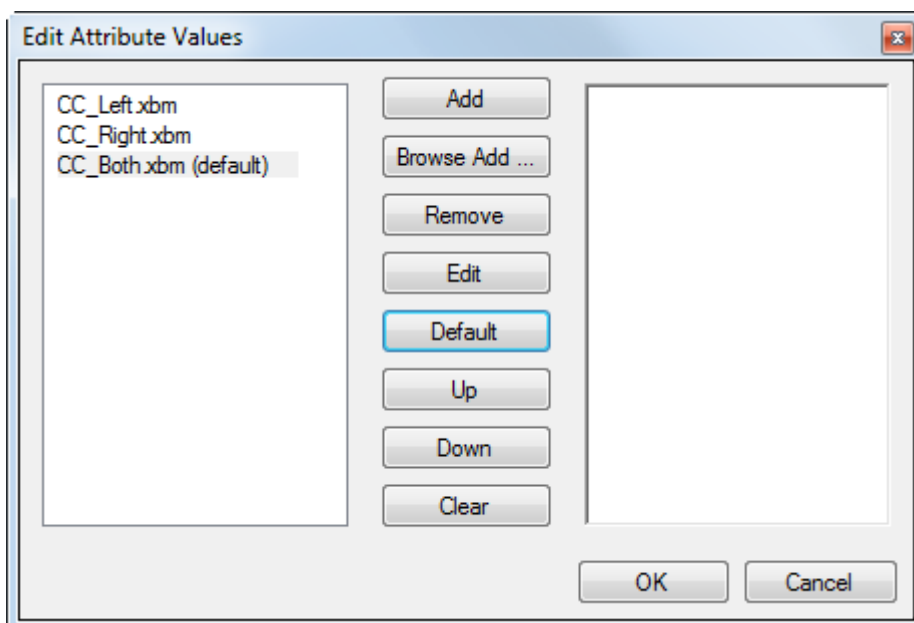 Edit Attribute Values
CC_Left.xbm
CC_Right.xbm
CC_Both.xbm (default)
Add
Browse Add ...
Remove
Edit
Default
Up
Down
Clear
OK
Cancel